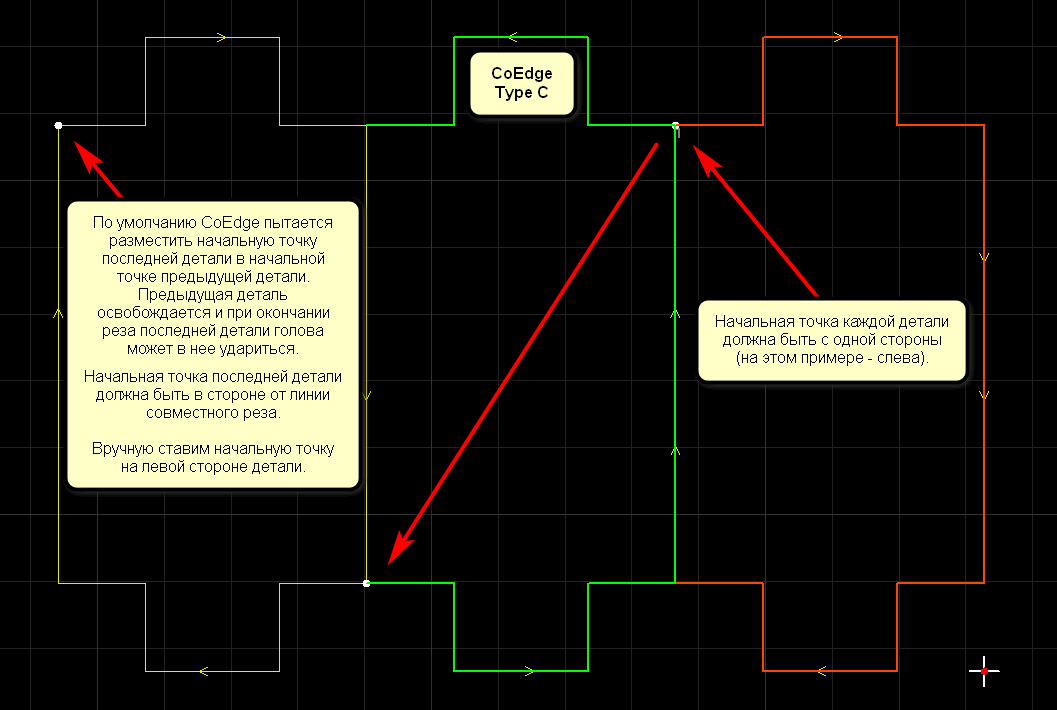 CoEdge
Type C
По умолчанию CoEdge пытается
разместить начальную точку
последней детали в начальной
точке предыдущей детали.
Предыдущая деталь
освобождается и при окончании
реза последней детали голова
может в нее удариться.
Начальная точка последней детали
должна быть в стороне от линии
совместного реза.
Вручную ставим начальную точку
на левой стороне детали.
Начальная точка каждой детали
должна быть с одной стороны
(на этом примере - слева).